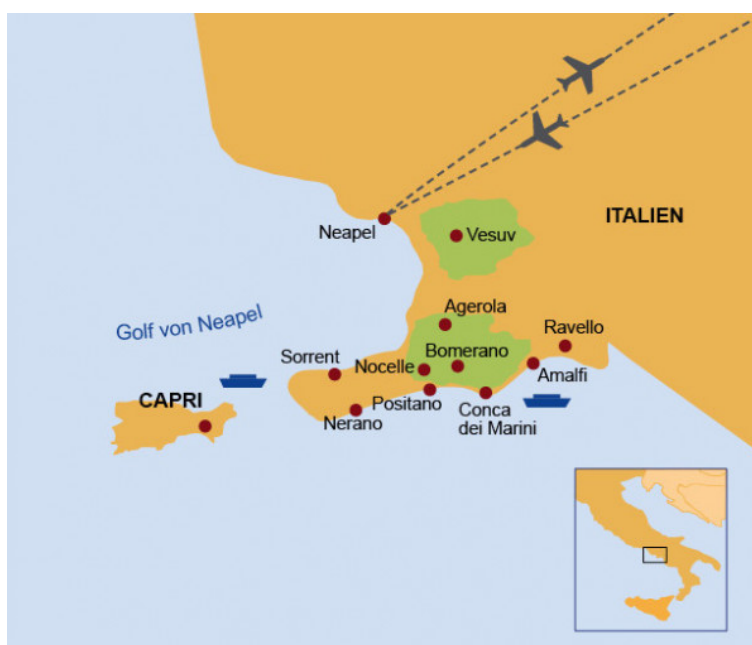 Neapel
Vesuv
ITALIEN
Agerola
Golf von Neapel
Ravello
Sorrent
Nocelle
Bomerano
Amalfi
CAPRI
Positano
Conca
dei Marini
Nerano